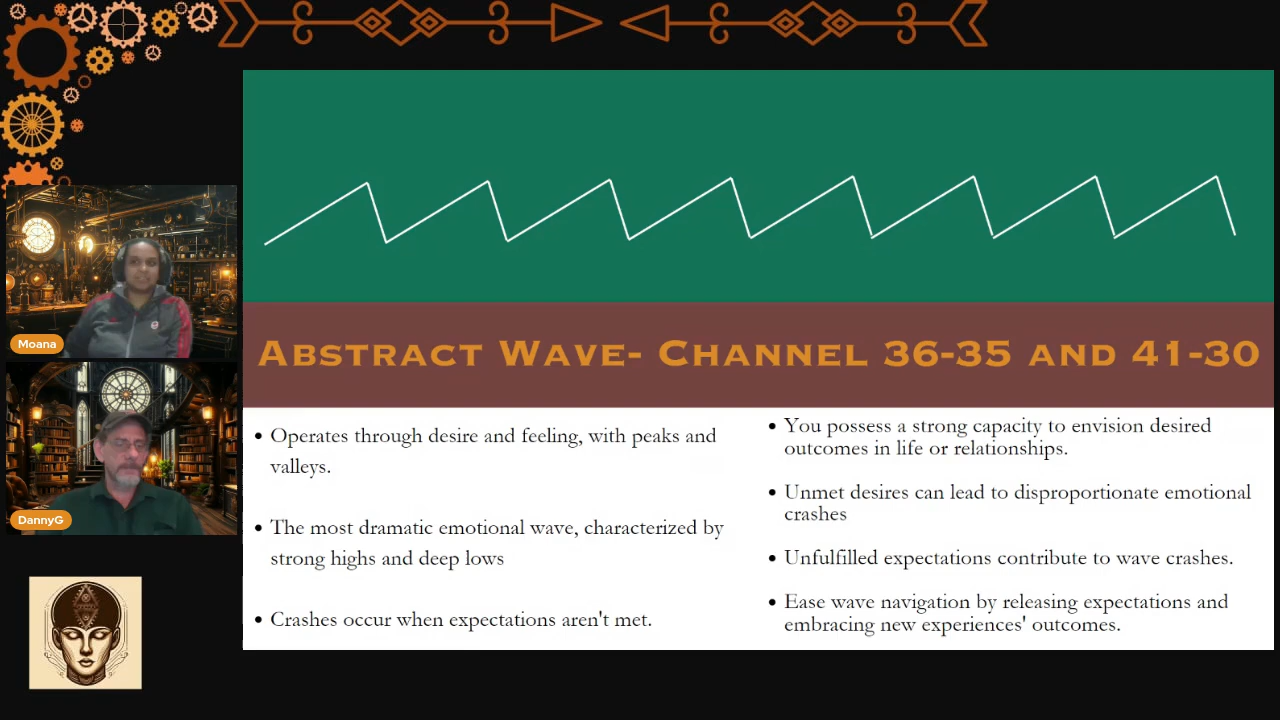 Abstract Wave- Channel 36-35 and 41-30
Moana
DannyG
• Operates through desire and feeling, with peaks and
valleys.
• The most dramatic emotional wave, characterized by
strong highs and deep lows
• Crashes occur when expectations aren't met.
• You possess a strong capacity to envision desired
outcomes in life or relationships.
• Unmet desires can lead to disproportionate emotional
crashes
• Unfulfilled expectations contribute to wave crashes.
• Ease wave navigation by releasing expectations and
embracing new experiences' outcomes.